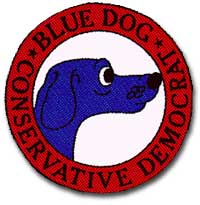 BLUE DOG
CONSERVATIVE DEMOCRAT